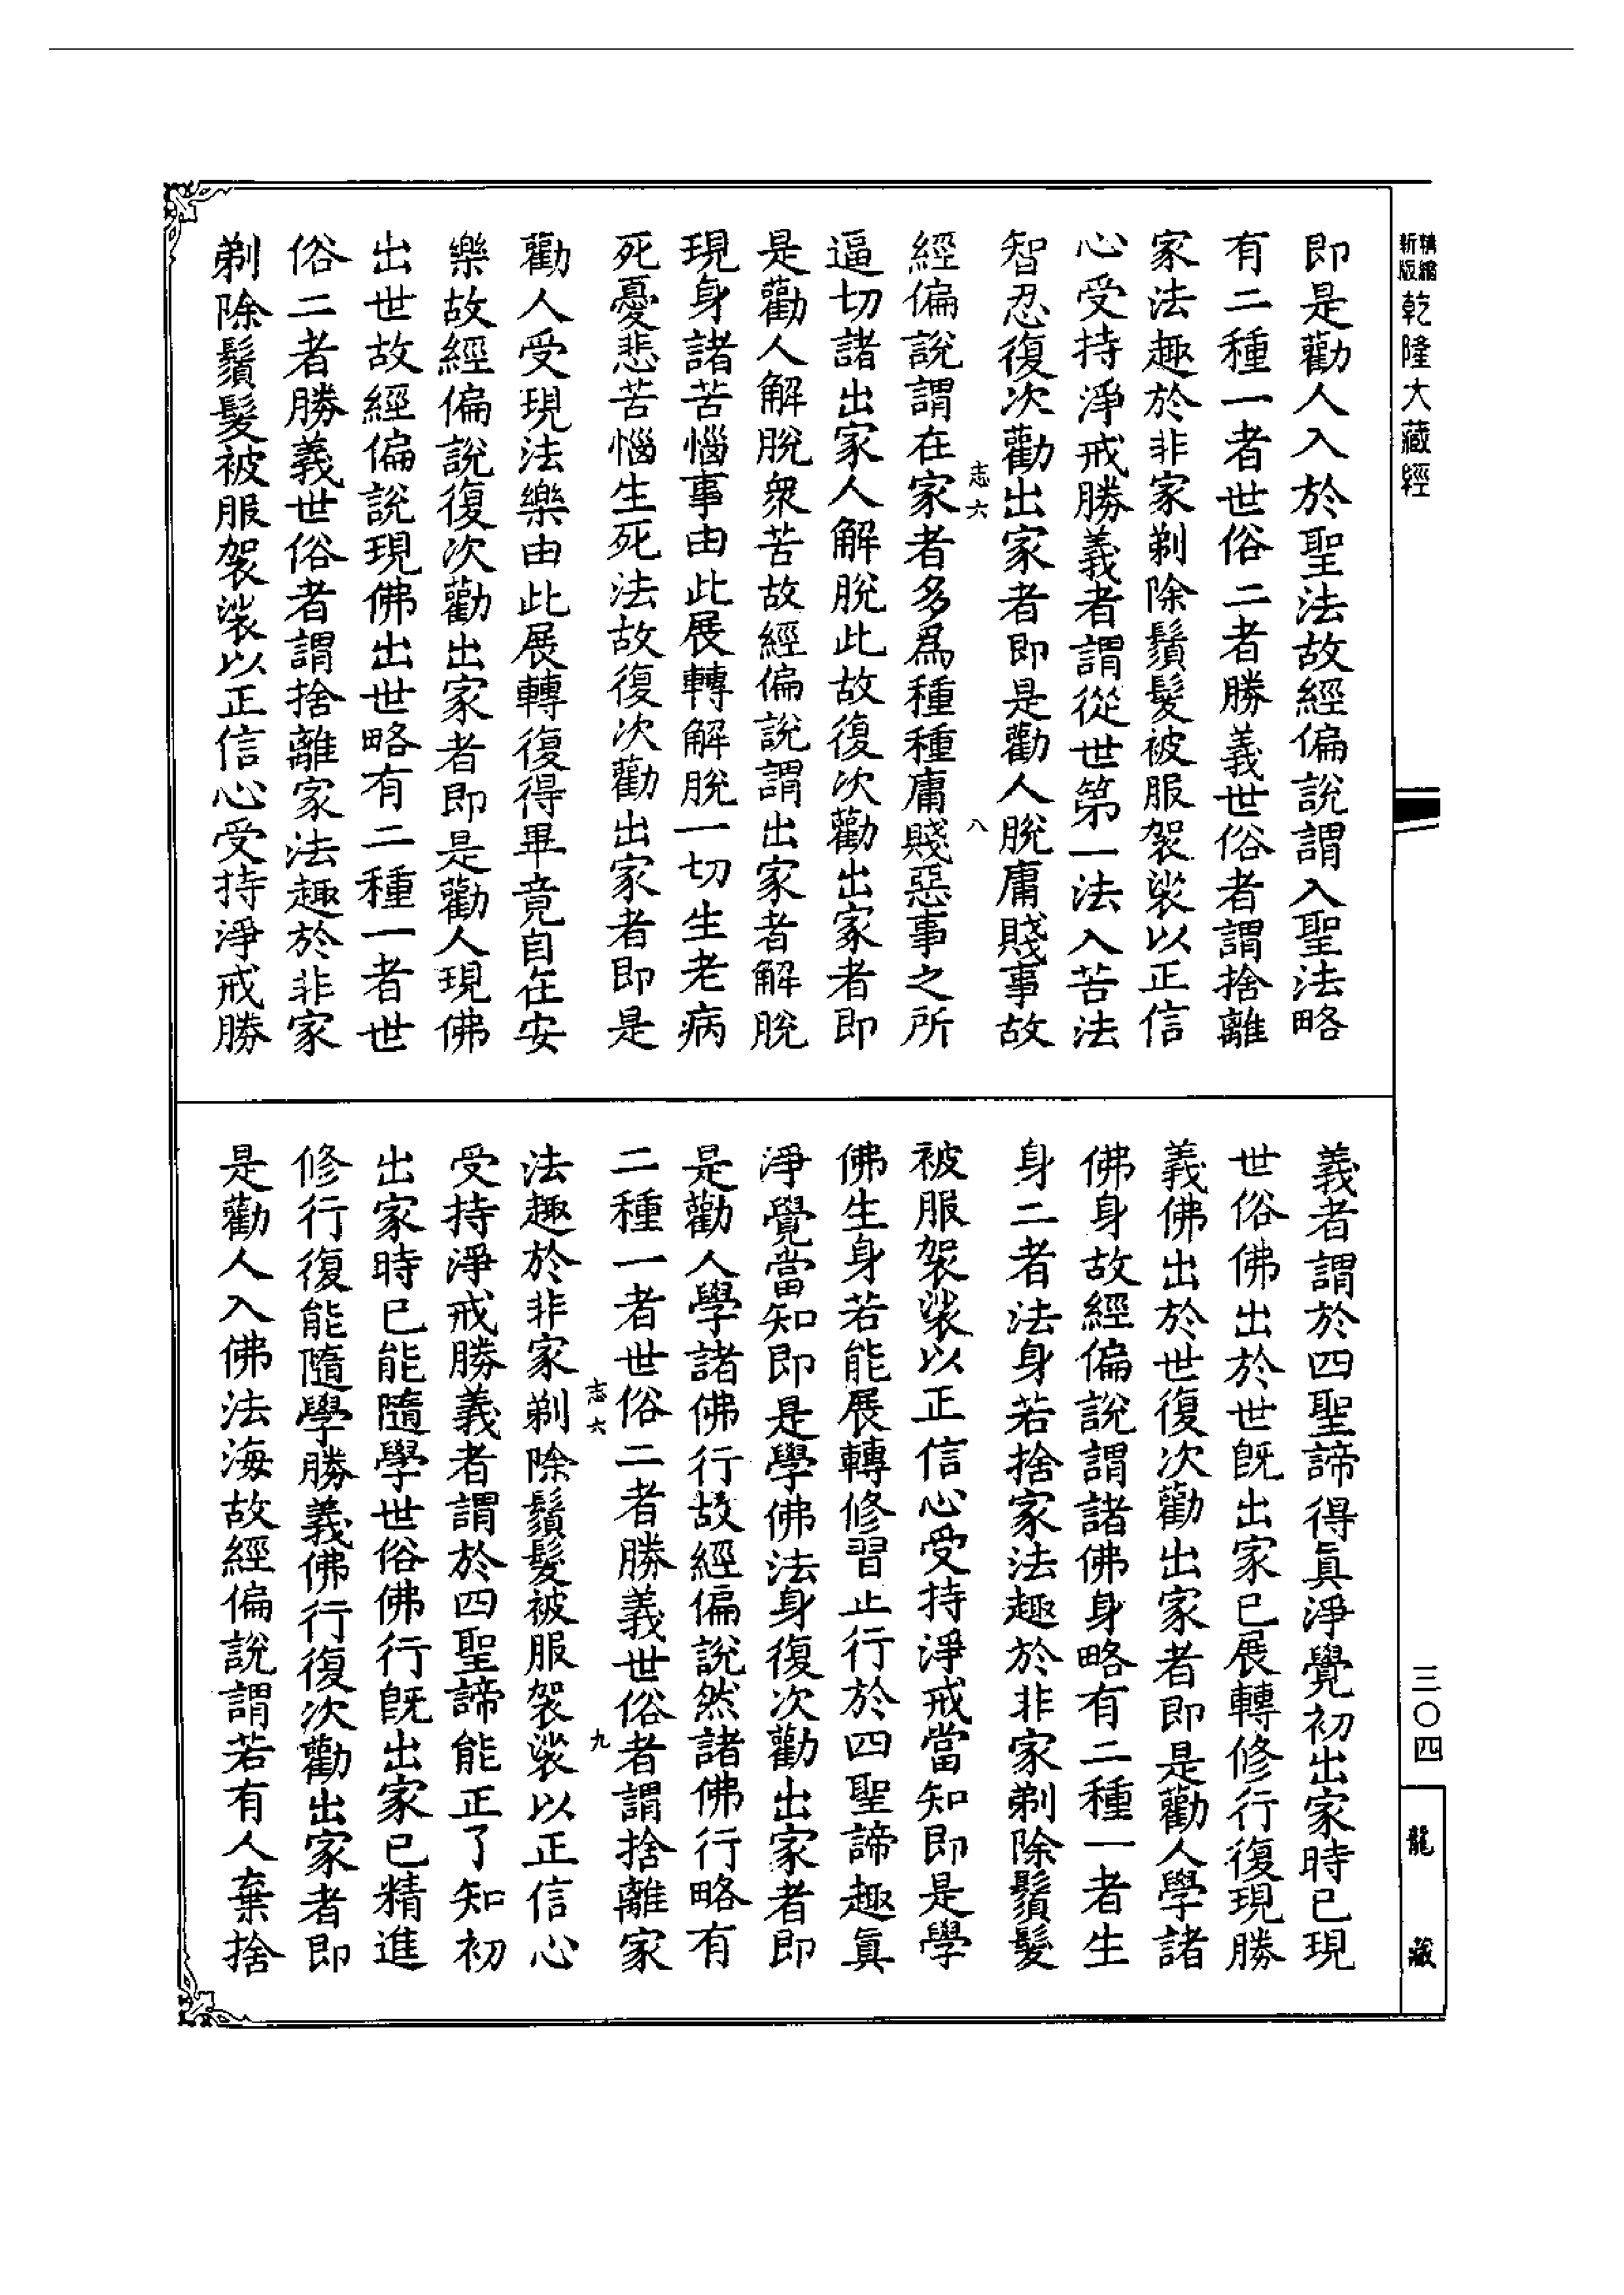 精編
新版
乾隆大藏經
即是勸人入於聖法故經偏說謂入聖法略
有二種一者世俗二者勝義世俗者謂捨離
家法趣於非家剃除鬚髮被服袈裟以正信
心受持淨戒勝義者謂從世第一法入苦法
智忍復次勸出家者即是勸人脫庸賤事故
志六
八
經偏說謂在家者多爲種種庸賤惡事之所
逼切諸出家人解脫此故復次勸出家者即
是勸人解脫衆苦故經偏說謂出家者解脫
現身諸苦惱事由此展轉解脫一切生老病
死憂悲苦惱生死法故復次勸出家者即是
勸人受現法樂由此展轉復得畢竟自在安
樂故經偏說復次勸出家者即是勸人現佛
出世故經偏說現佛出世略有二種一者世
俗二者勝義世俗者謂捨離家法趣於非家
剃除鬚髮被服袈裟以正信心受持淨戒勝
義者謂於四聖諦得眞淨覺初出家時已現
世俗佛出於世旣出家已展轉修行復現勝
義佛出於世復次勸出家者即是勸人學諸
佛身故經偏說謂諸佛身略有二種一者生
身二者法身若捨家法趣於非家剃除鬚髮
被服袈裟以正信心受持淨戒當知即是學
佛生身若能展轉修習止行於四聖諦趣眞
淨覺當知即是學佛法身復次勸出家者即
是勸人學諸佛行故經偏說然諸佛行略有
二種一者世俗二者勝義世俗者謂捨離家
志六
九
法趣於非家剃除鬚髮被服袈裟以正信心
受持淨戒勝義者謂於四聖諦能正了知初
出家時已能隨學世俗佛行旣出家已精進
修行復能隨學勝義佛行復次勸出家者即
是勸人入佛法海故經偏說謂若有人棄捨
三〇四
龍藏